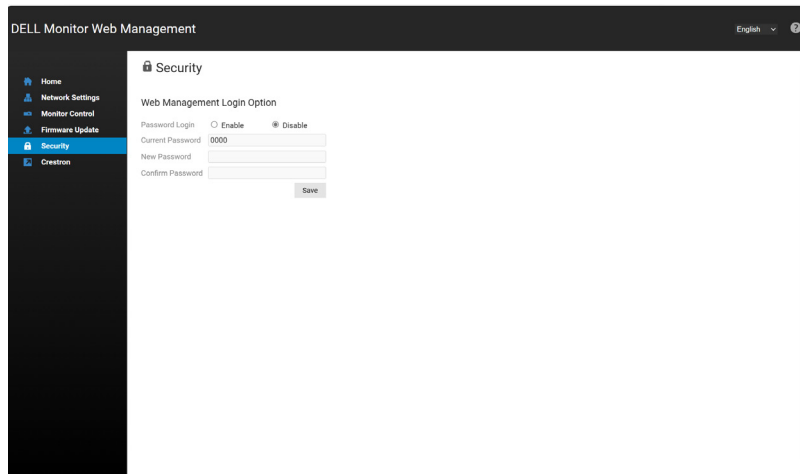 DELL Monitor Web Management
English
?
Home
Network Settings
Monitor Control
Firmware Update
Security
Crestron
Security
Web Management Login Option
Password Login Enable Disable
Current Password 0000
New Password
Confirm Password
Save